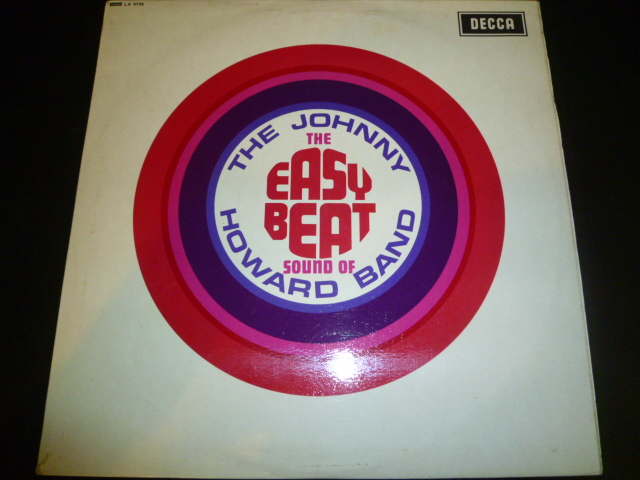 DECCA
THE JOHNNY
THE
EASY
BEAT
SOUND OF
HOWARD BAND